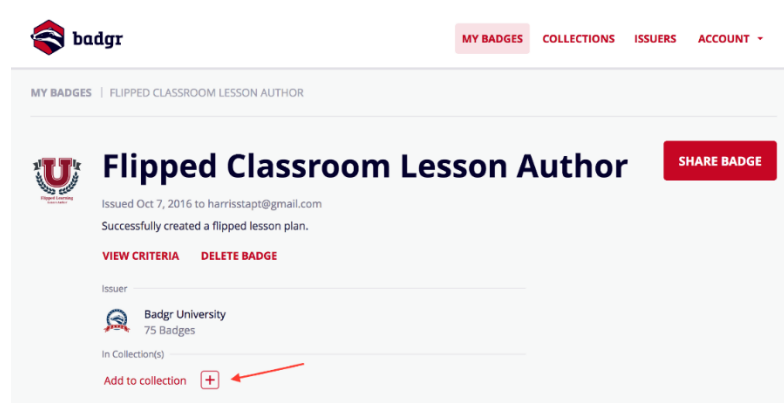 badgr
MY BADGES COLLECTIONS ISSUERS ACCOUNT
MY BADGES | FLIPPED CLASSROOM LESSON AUTHOR
Flipped Classroom Lesson Author
SHARE BADGE
U
Flipped Learning
Issued Oct 7, 2016 to harrisstapt@gmail.com
Successfully created a flipped lesson plan.
VIEW CRITERIA DELETE BADGE
Issuer
Badgr University
75 Badges
In Collection(s)
Add to collection +